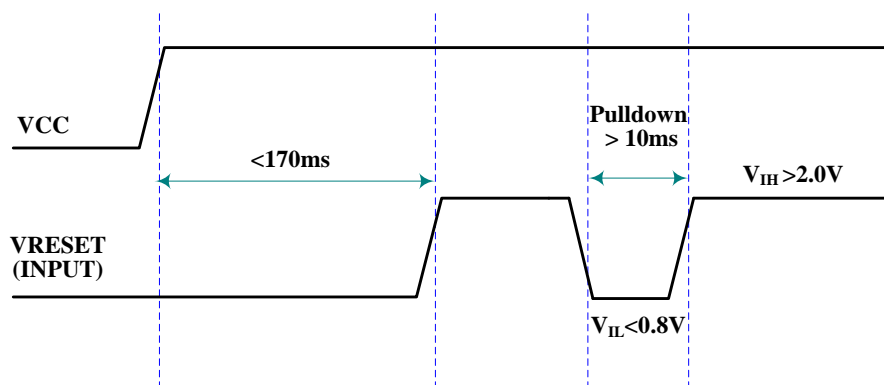 VCC
<170ms
Pulldown
> 10ms
VIH >2.0V
VRESET
(INPUT)
VIL<0.8V